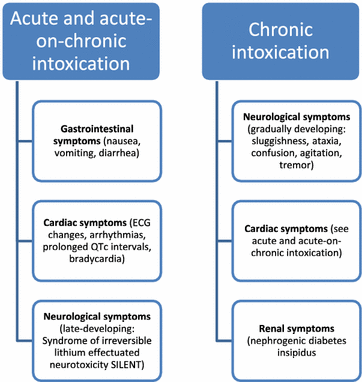 Acute and acute-
on-chronic
intoxication
Gastrointestinal
symptoms (nausea,
vomiting, diarrhea)
Cardiac symptoms (ECG
changes, arrhythmias,
prolonged QTc intervals,
bradycardia)
Neurological symptoms
(late-developing:
Syndrome of irreversible
lithium effectuated
neurotoxicity SILENT)
Chronic
intoxication
Neurological symptoms
(gradually developing:
sluggishness, ataxia,
confusion, agitation,
tremor)
Cardiac symptoms (see
acute and acute-on-
chronic intoxication)
Renal symptoms
(nephrogenic diabetes
insipidus